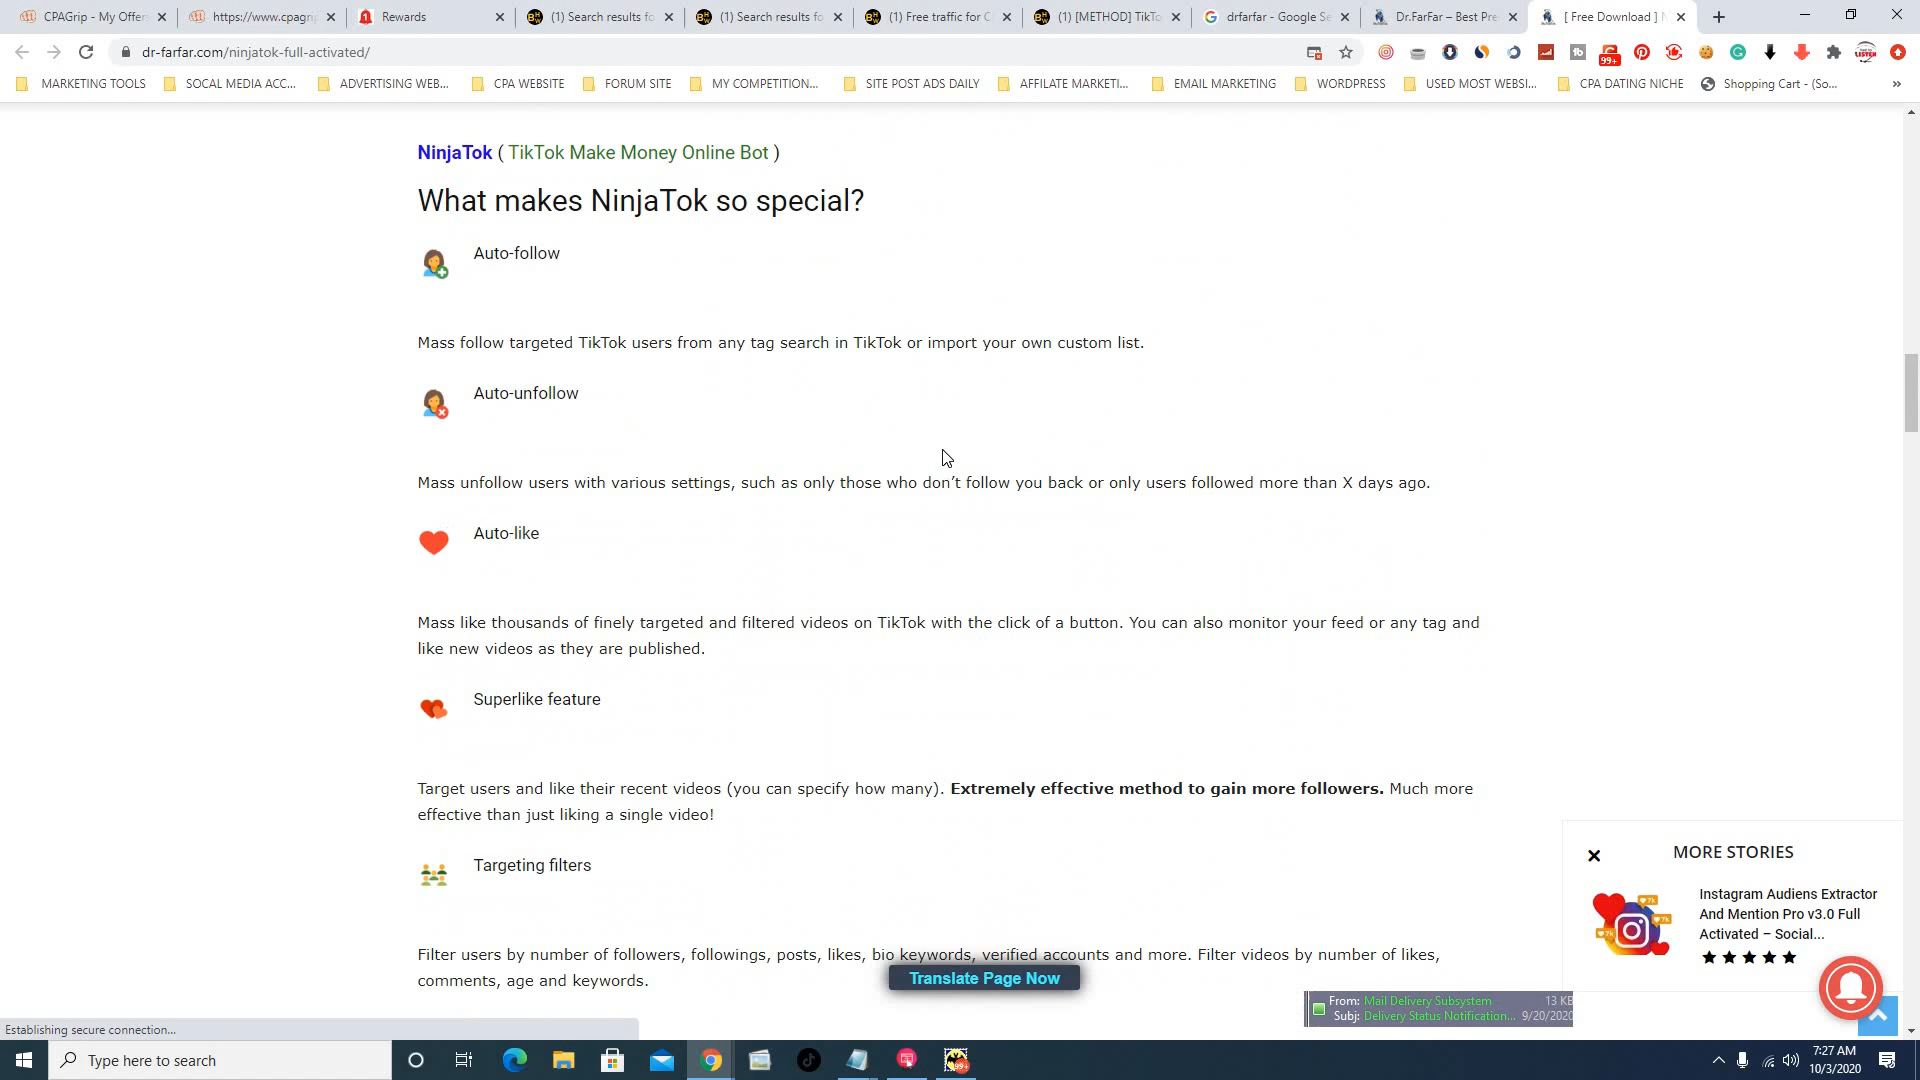 CPAGrip - My Offer
https://www.cpagrip
Rewards
(1) Search results fo
(1) Search results fo
(1) Free traffic for C
(1) [METHOD] TikTo
drfarfar - Google Se
Dr.FarFar – Best Pre
[ Free Download ]
dr-farfar.com/ninjatok-full-activated/
99+
MARKETING TOOLS
SOCAL MEDIA ACC...
ADVERTISING WEB...
CPA WEBSITE
FORUM SITE
MY COMPETITION...
SITE POST ADS DAILY
AFFILATE MARKETI...
EMAIL MARKETING
WORDPRESS
USED MOST WEBSI...
CPA DATING NICHE
Shopping Cart - (So...
»
NinjaTok ( TikTok Make Money Online Bot )
What makes NinjaTok so special?
Auto-follow
Mass follow targeted TikTok users from any tag search in TikTok or import your own custom list.
Auto-unfollow
Mass unfollow users with various settings, such as only those who don’t follow you back or only users followed more than X days ago.
Auto-like
Mass like thousands of finely targeted and filtered videos on TikTok with the click of a button. You can also monitor your feed or any tag and
like new videos as they are published.
Superlike feature
Target users and like their recent videos (you can specify how many). Extremely effective method to gain more followers. Much more
effective than just liking a single video!
Targeting filters
Filter users by number of followers, followings, posts, likes, bio keywords, verified accounts and more. Filter videos by number of likes,
comments, age and keywords.
MORE STORIES
Instagram Audiens Extractor
And Mention Pro v3.0 Full
Activated – Social...
Translate Page Now
From: Mail Delivery Subsystem 13 KB
Subj: Delivery Status Notification... 9/20/2020
Establishing secure connection...
Type here to search
99+
7:27 AM
10/3/2020